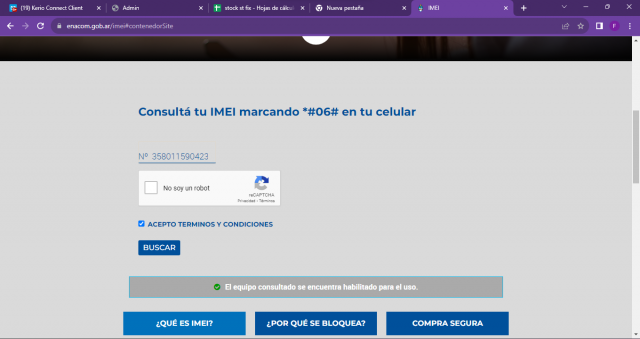 (19) Kerio Connect Client
Admin
stock st fix - Hojas de cálcul
Nueva pestaña
IMEI
enacom.gob.ar/imei#contenedorSite
F
Consultá tu IMEI marcando *#06# en tu celular
Nº 358011590423
No soy un robot
reCAPTCHA
Privacidad - Términos
ACEPTO TERMINOS Y CONDICIONES
BUSCAR
El equipo consultado se encuentra habilitado para el uso.
¿QUÉ ES IMEI?
¿POR QUÉ SE BLOQUEA?
COMPRA SEGURA